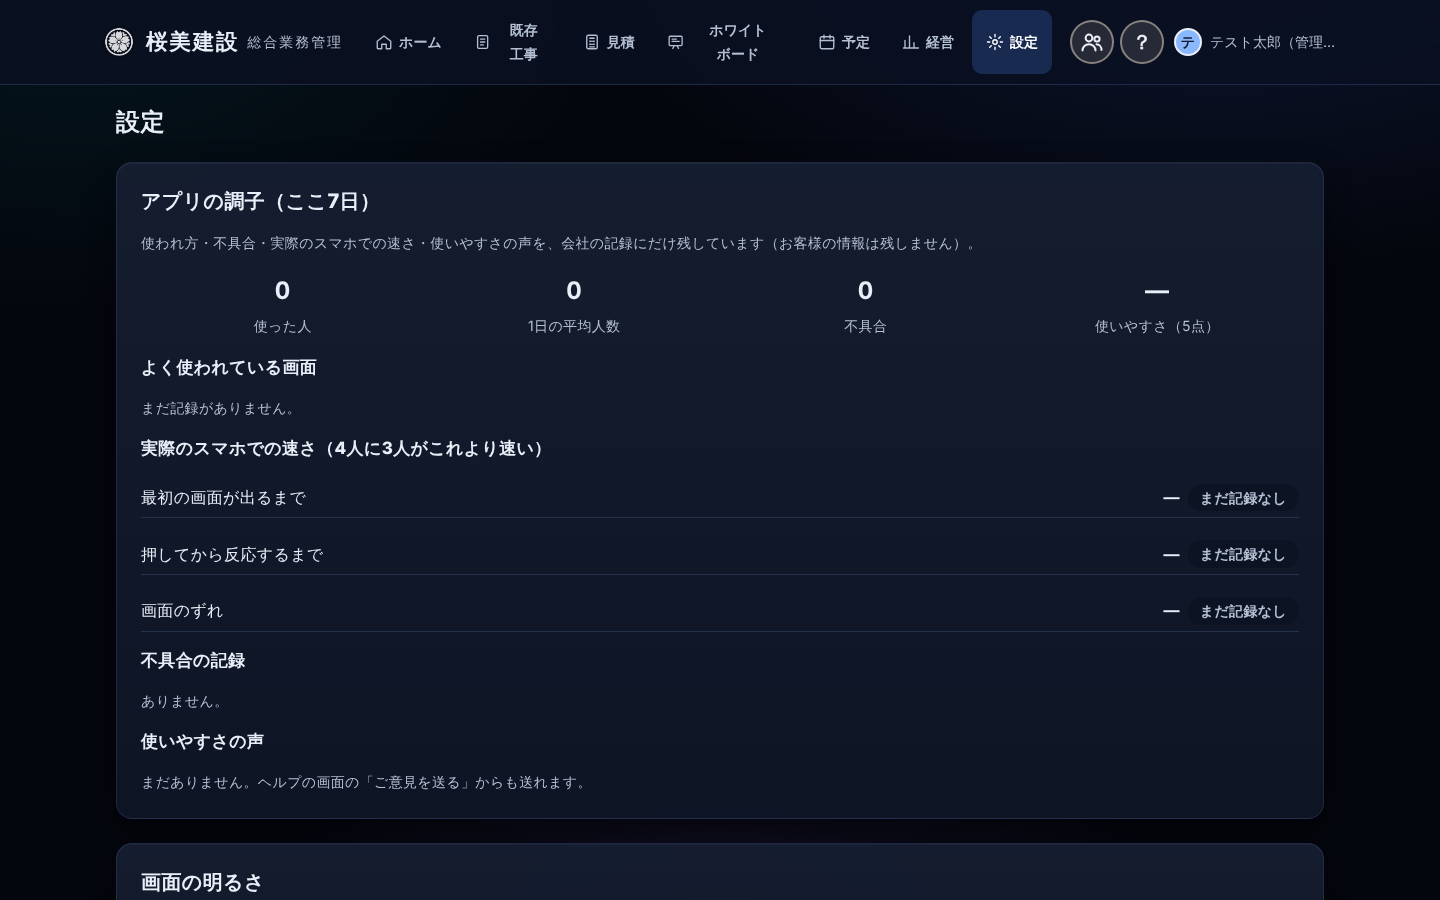 桜美建設 総合業務管理
ホーム
既存
工事
見積
ホワイト
ボード
予定
経営
設定
?
テ
テスト太郎（管理...
設定
アプリの調子（ここ7日）
使われ方・不具合・実際のスマホでの速さ・使いやすさの声を、会社の記録にだけ残しています（お客様の情報は残しません）。
0
使った人
0
1日の平均人数
0
不具合
—
使いやすさ（5点）
よく使われている画面
まだ記録がありません。
実際のスマホでの速さ（4人に3人がこれより速い）
最初の画面が出るまで — まだ記録なし
押してから反応するまで — まだ記録なし
画面のずれ — まだ記録なし
不具合の記録
ありません。
使いやすさの声
まだありません。ヘルプの画面の「ご意見を送る」からも送れます。
画面の明るさ